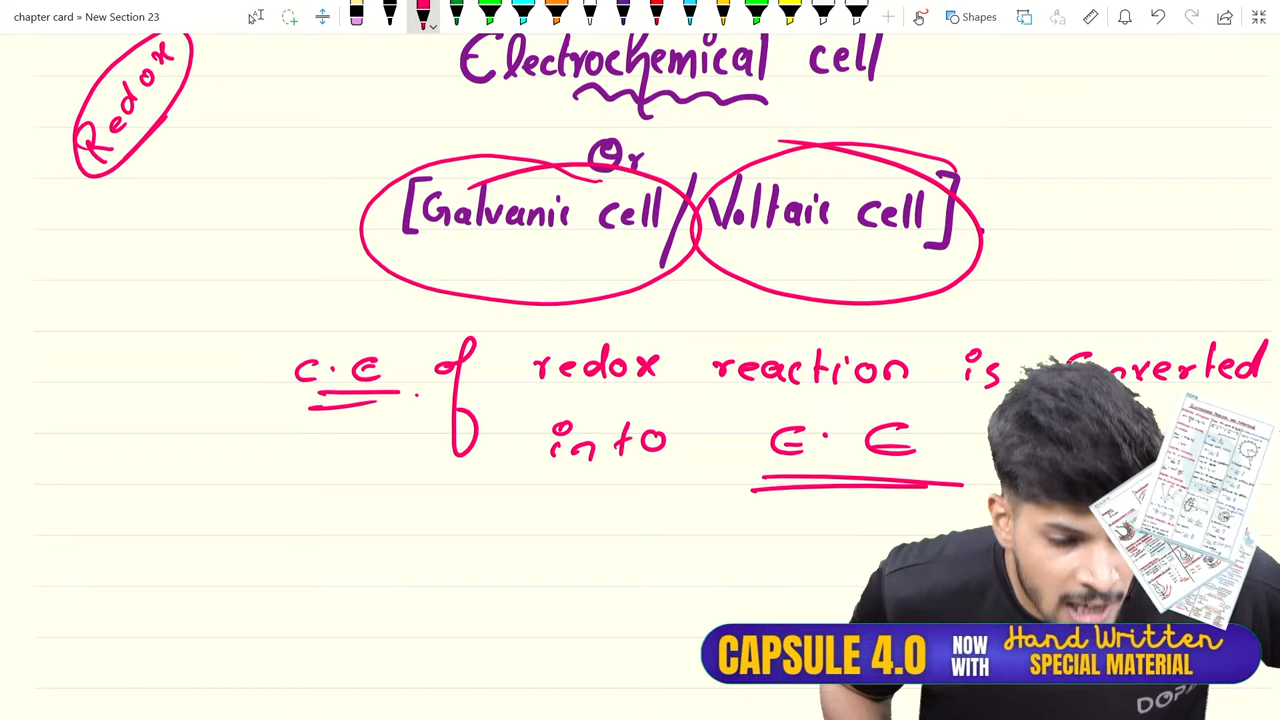 chapter card » New Section 23
Shapes
Redox
Electrochemical cell
Or
[Galvanic cell / Voltaic cell]
C.E of redox reaction is converted
into E.E
CAPSULE 4.0 NOW WITH Hand Written SPECIAL MATERIAL